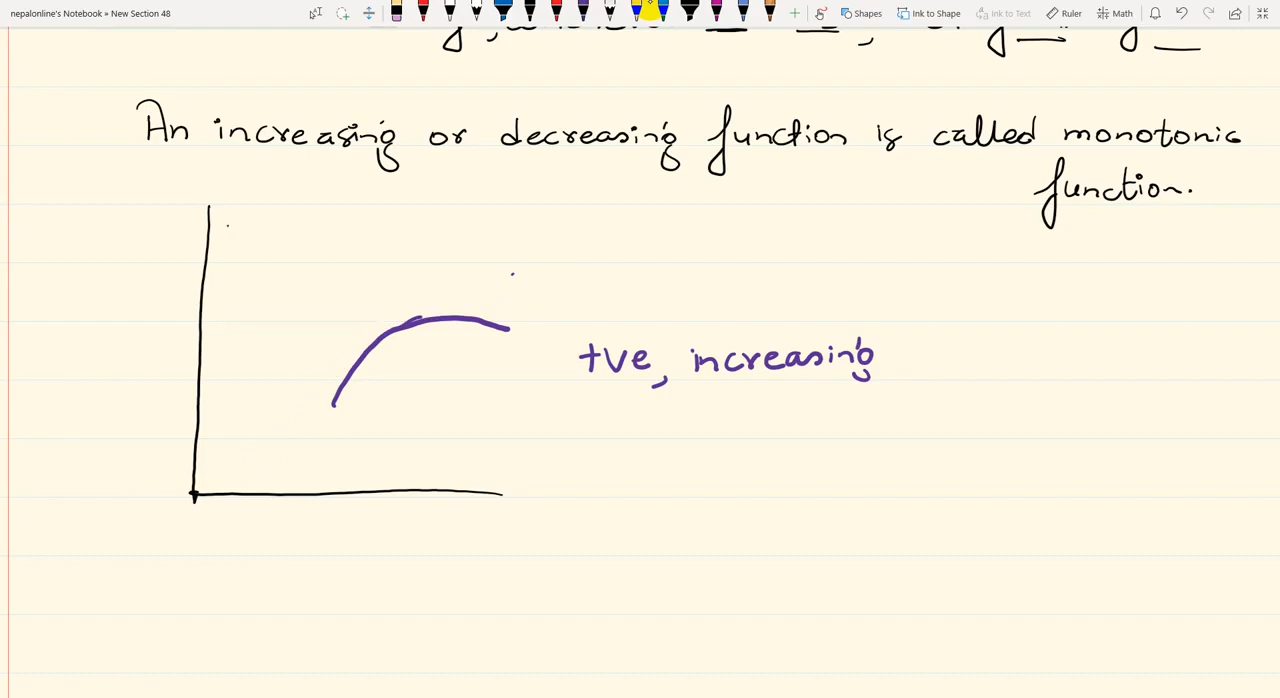 nepalonline's Notebook » New Section 48
Shapes Ink to Shape Ink to Text Ruler Math
An increasing or decreasing function is called monotonic
function.
+ve, increasing